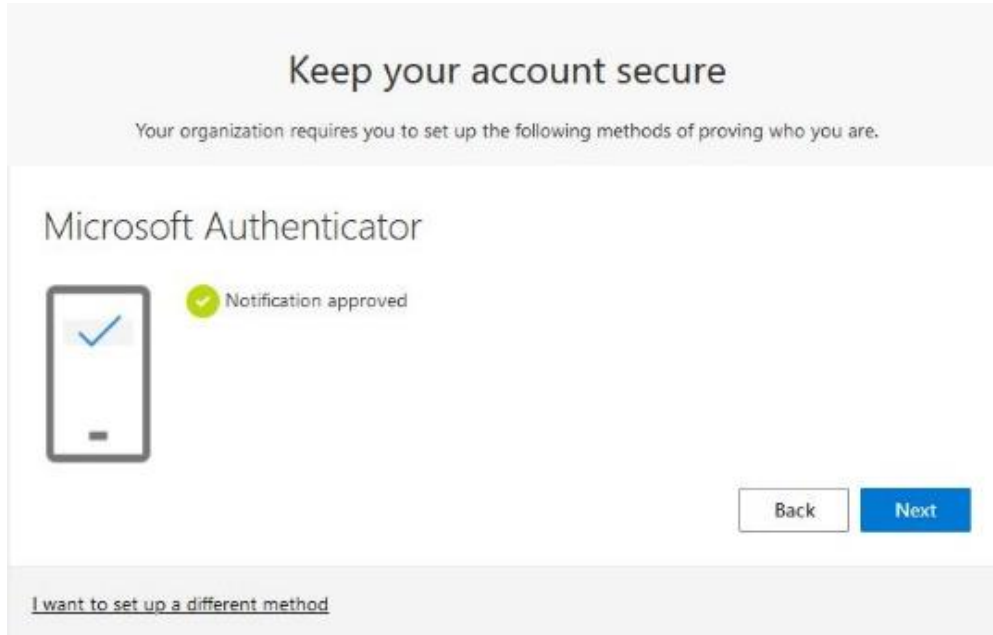 Keep your account secure
Your organization requires you to set up the following methods of proving who you are.
Microsoft Authenticator
Notification approved
Back
Next
I want to set up a different method